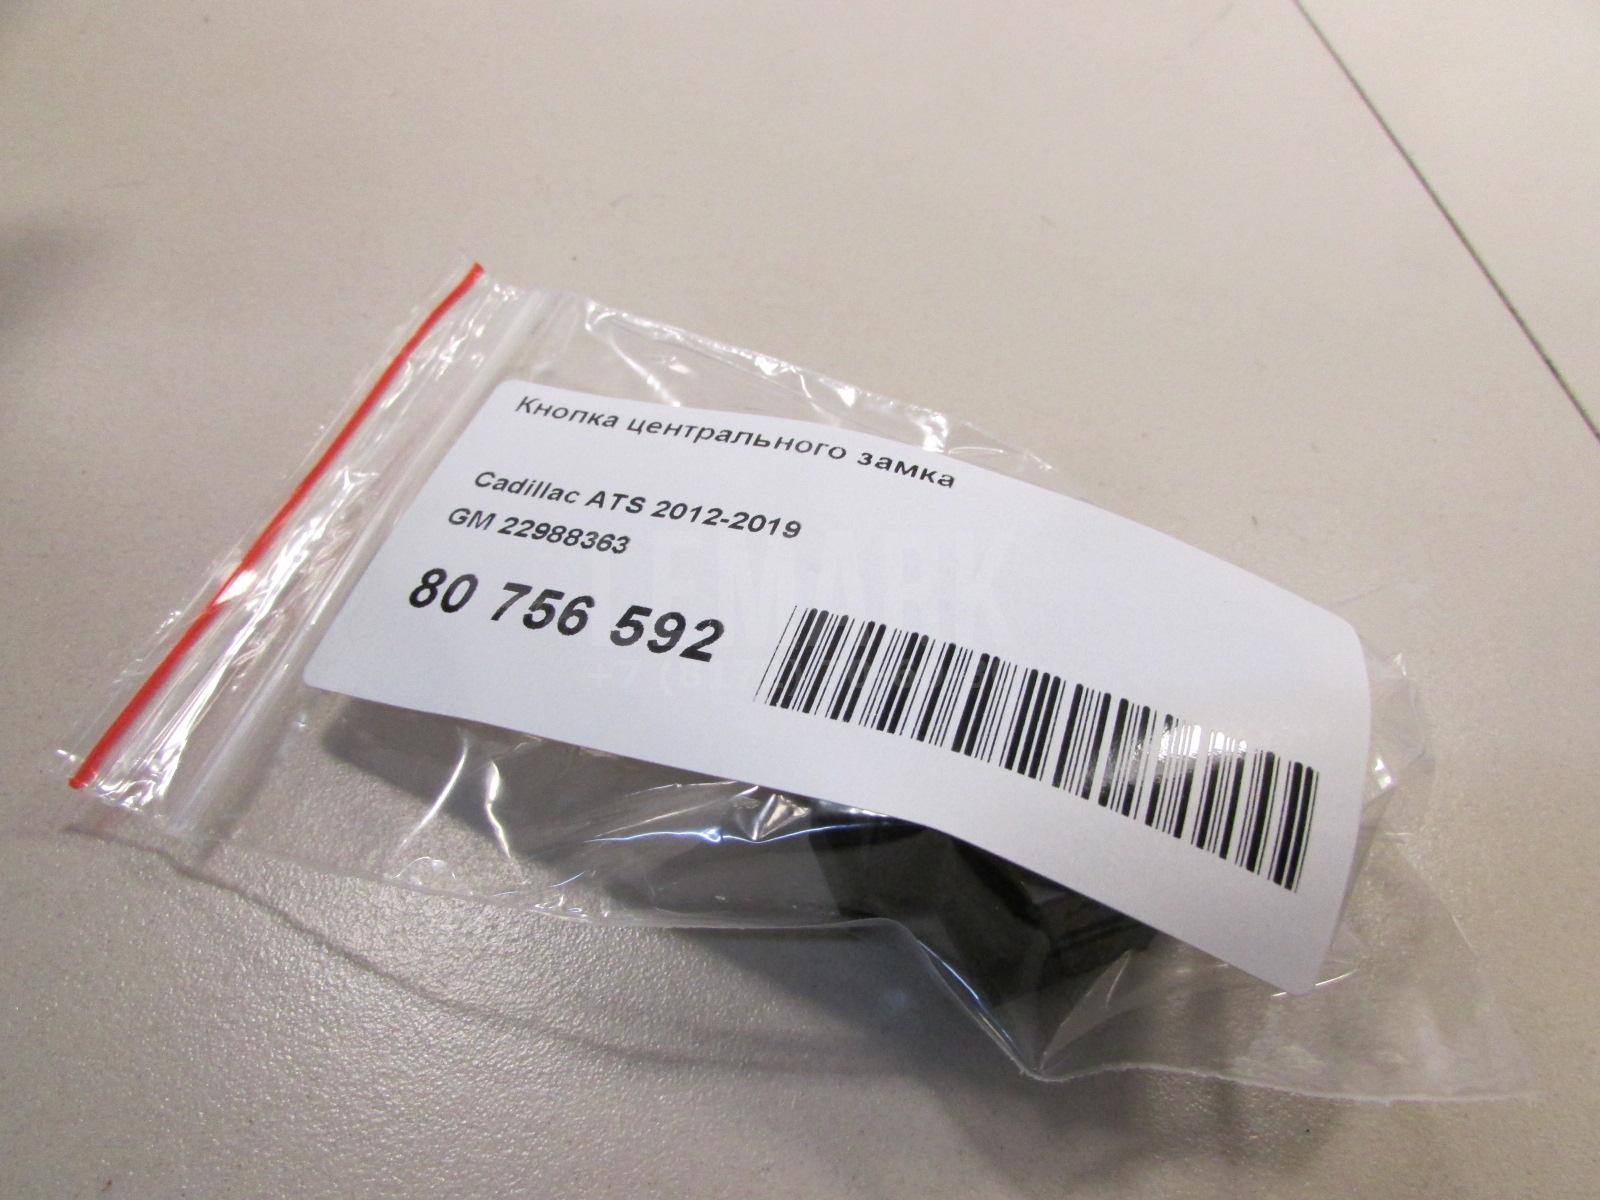 Кнопка центрального замка
Cadillac ATS 2012-2019
GM 22988363
80 756 592